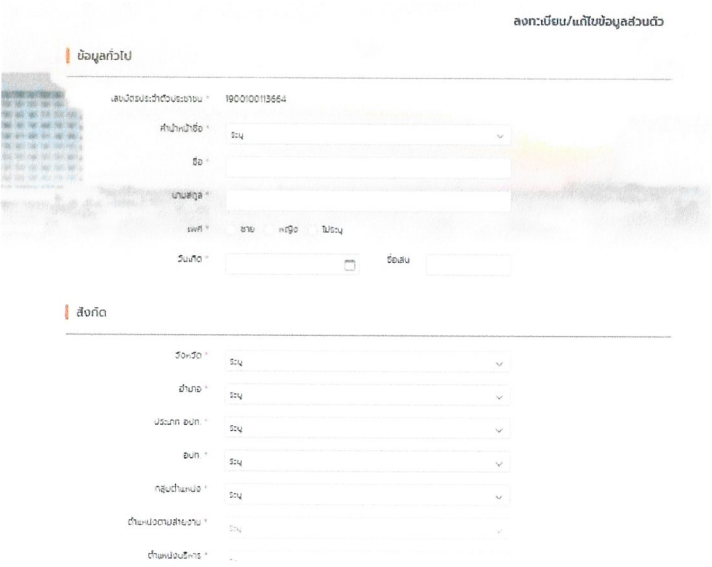 ลงทะเบียน/แก้ไขข้อมูลส่วนตัว
ข้อมูลทั่วไป
เลขบัตรประจำตัวประชาชน * 1900100113664
คำนำหน้าชื่อ * ระบุ
ชื่อ *
นามสกุล *
เพศ * ชาย หญิง ไม่ระบุ
วันเกิด * ชื่อเล่น
สังกัด
จังหวัด * ระบุ
อำเภอ * ระบุ
ประเภท อปท. * ระบุ
อปท. * ระบุ
กลุ่มตำแหน่ง * ระบุ
ตำแหน่งตามสายงาน * ระบุ
ตำแหน่งบริหาร *